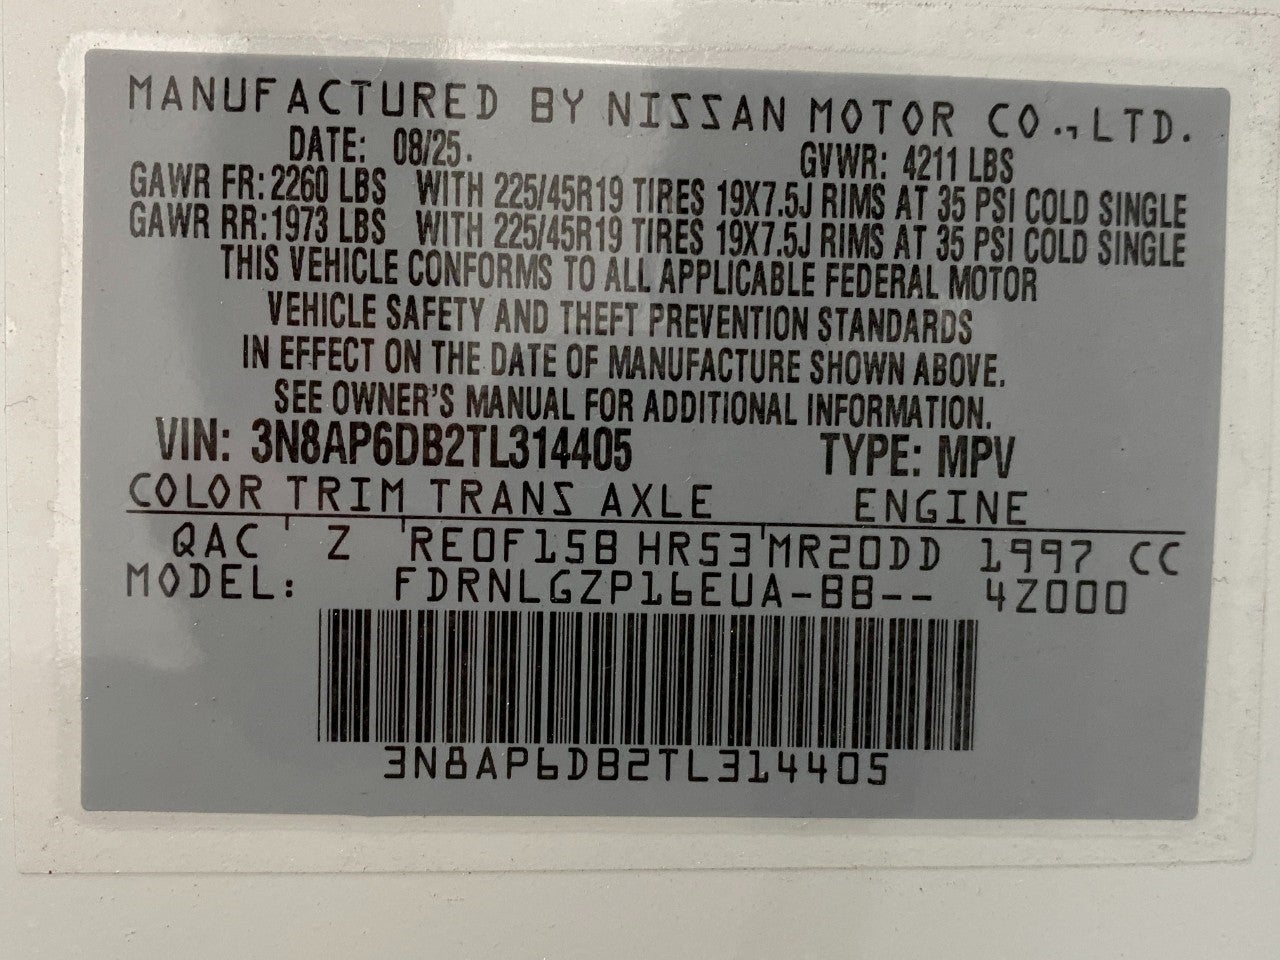 MANUFACTURED BY NISSAN MOTOR CO.,LTD.
DATE: 08/25. GVWR: 4211 LBS
GAWR FR: 2260 LBS WITH 225/45R19 TIRES 19X7.5J RIMS AT 35 PSI COLD SINGLE
GAWR RR: 1973 LBS WITH 225/45R19 TIRES 19X7.5J RIMS AT 35 PSI COLD SINGLE
THIS VEHICLE CONFORMS TO ALL APPLICABLE FEDERAL MOTOR
VEHICLE SAFETY AND THEFT PREVENTION STANDARDS
IN EFFECT ON THE DATE OF MANUFACTURE SHOWN ABOVE.
SEE OWNER'S MANUAL FOR ADDITIONAL INFORMATION.
VIN: 3N8AP6DB2TL314405 TYPE: MPV
COLOR TRIM TRANS AXLE ENGINE
QAC Z RE0F15B HR53 MR20DD 1997 CC
MODEL: FDRNLGZP16EUA-BB-- 4Z000
3N8AP6DB2TL314405